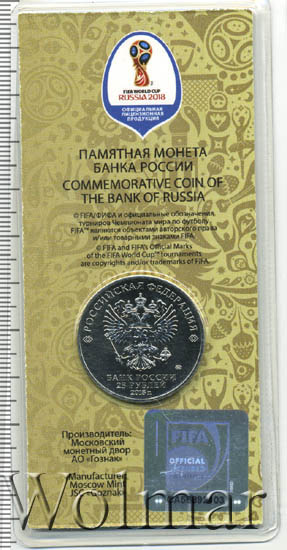 FIFA WORLD CUP
RUSSIA 2018
ОФИЦИАЛЬНАЯ
ЛИЦЕНЗИОННАЯ
ПРОДУКЦИЯ
ПАМЯТНАЯ МОНЕТА
БАНКА РОССИИ
COMMEMORATIVE COIN OF
THE BANK OF RUSSIA
© FIFA/ФИФА и официальные обозначения
турниров Чемпионата мира по футболу
FIFA™ являются объектами авторского права
и/или товарными знаками FIFA.
© FIFA and FIFA's Official Marks
of the FIFA World Cup™ tournaments
are copyrights and/or trademarks of FIFA.
РОССИЙСКАЯ ФЕДЕРАЦИЯ
БАНК РОССИИ
25 РУБЛЕЙ
2018 г.
Производитель:
Московский
монетный двор
АО «Гознак»
Manufacturer:
Moscow Mint
JSC «Goznak»
FIFA
OFFICIAL
Wolmar